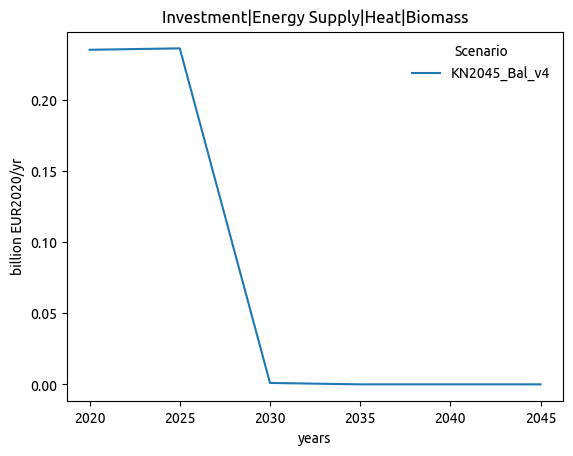 Investment|Energy Supply|Heat|Biomass
Scenario
KN2045_Bal_v4
billion EUR2020/yr
0.20
0.15
0.10
0.05
0.00
2020 2025 2030 2035 2040 2045
years